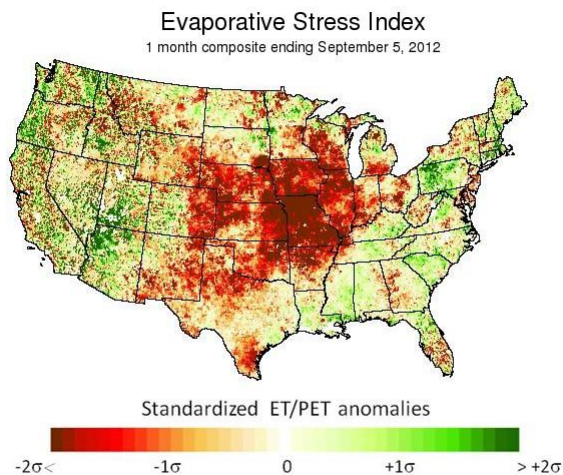 Evaporative Stress Index
1 month composite ending September 5, 2012
Standardized ET/PET anomalies
-2σ< -1σ 0 +1σ > +2σ